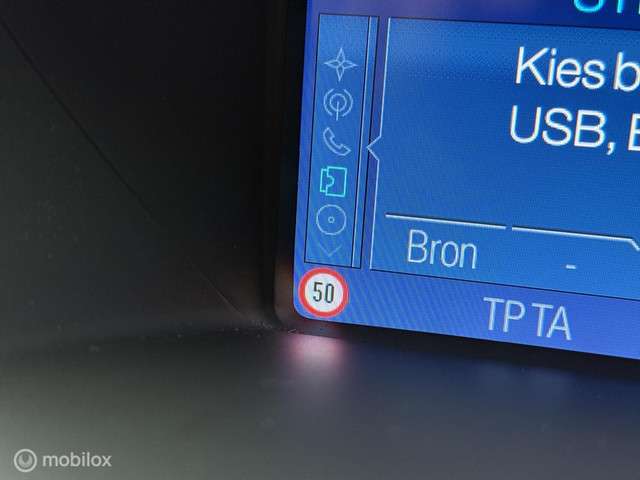 Kies
USB,
Bron
-
50
TP TA
mobilox